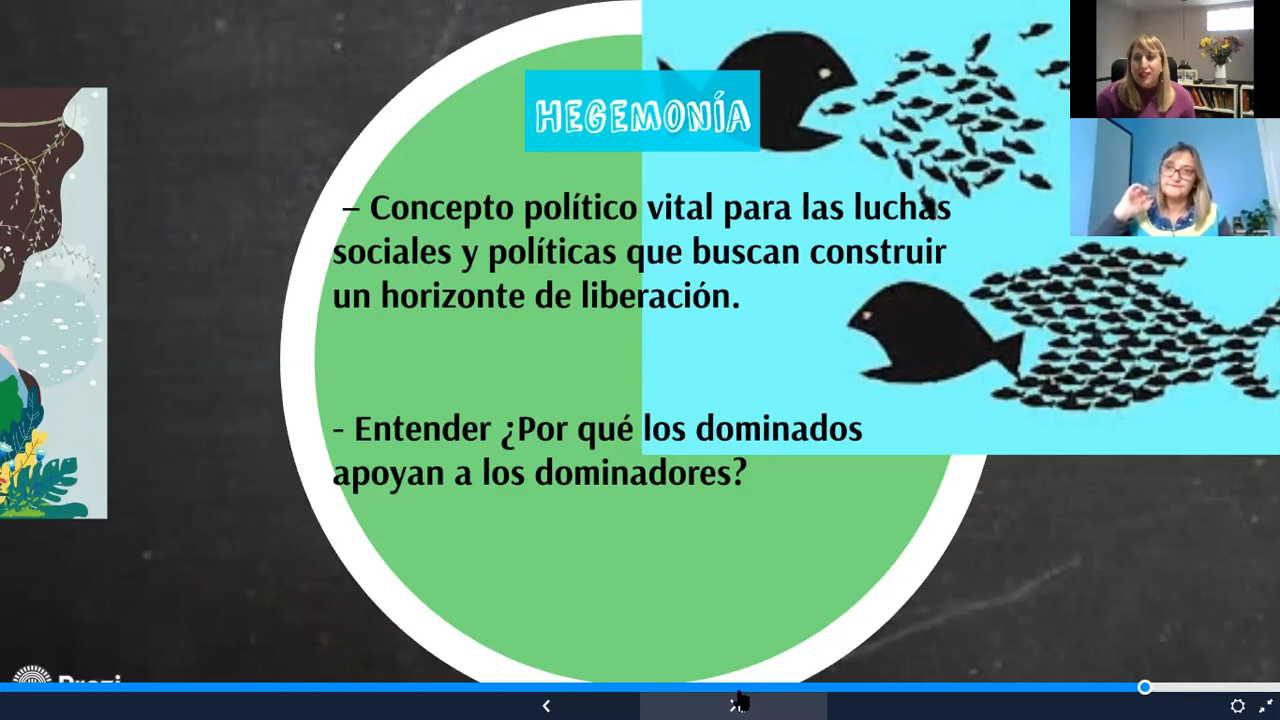 HEGEMONÍA
– Concepto político vital para las luchas
sociales y políticas que buscan construir
un horizonte de liberación.
- Entender ¿Por qué los dominados
apoyan a los dominadores?
Prezi